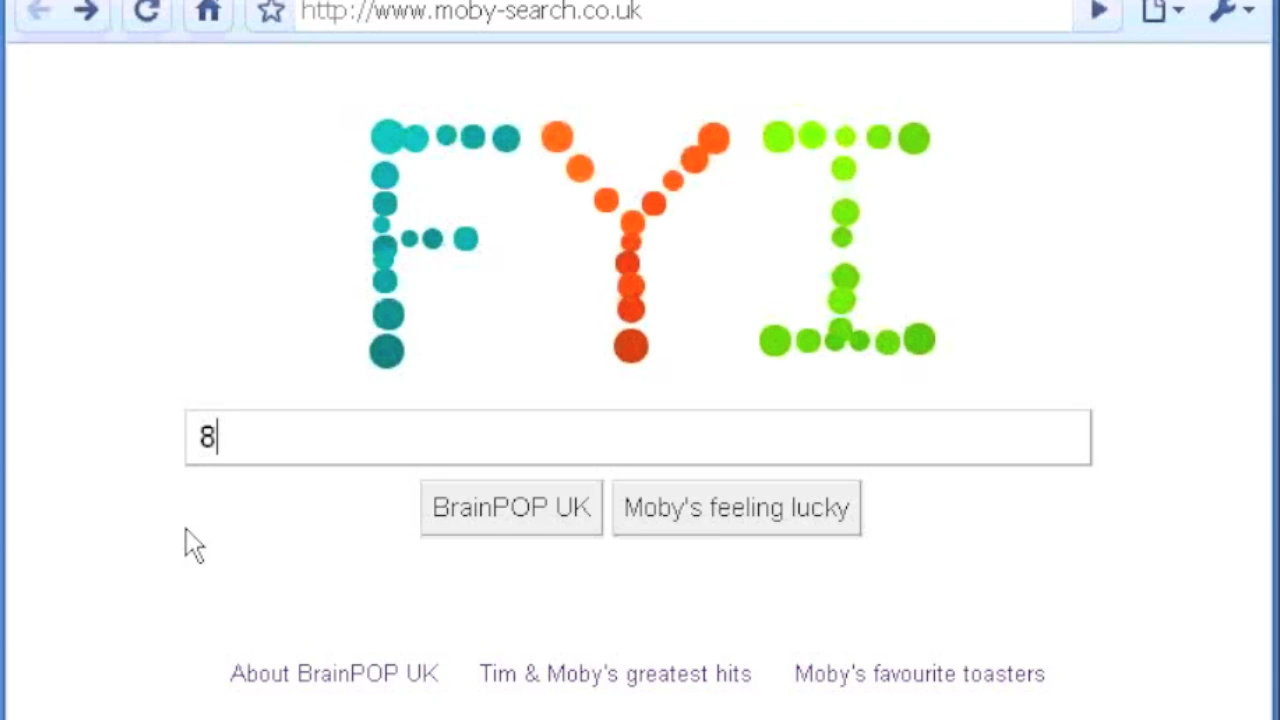 http://www.moby-search.co.uk
FYI
8
BrainPOP UK
Moby's feeling lucky
About BrainPOP UK
Tim & Moby's greatest hits
Moby's favourite toasters